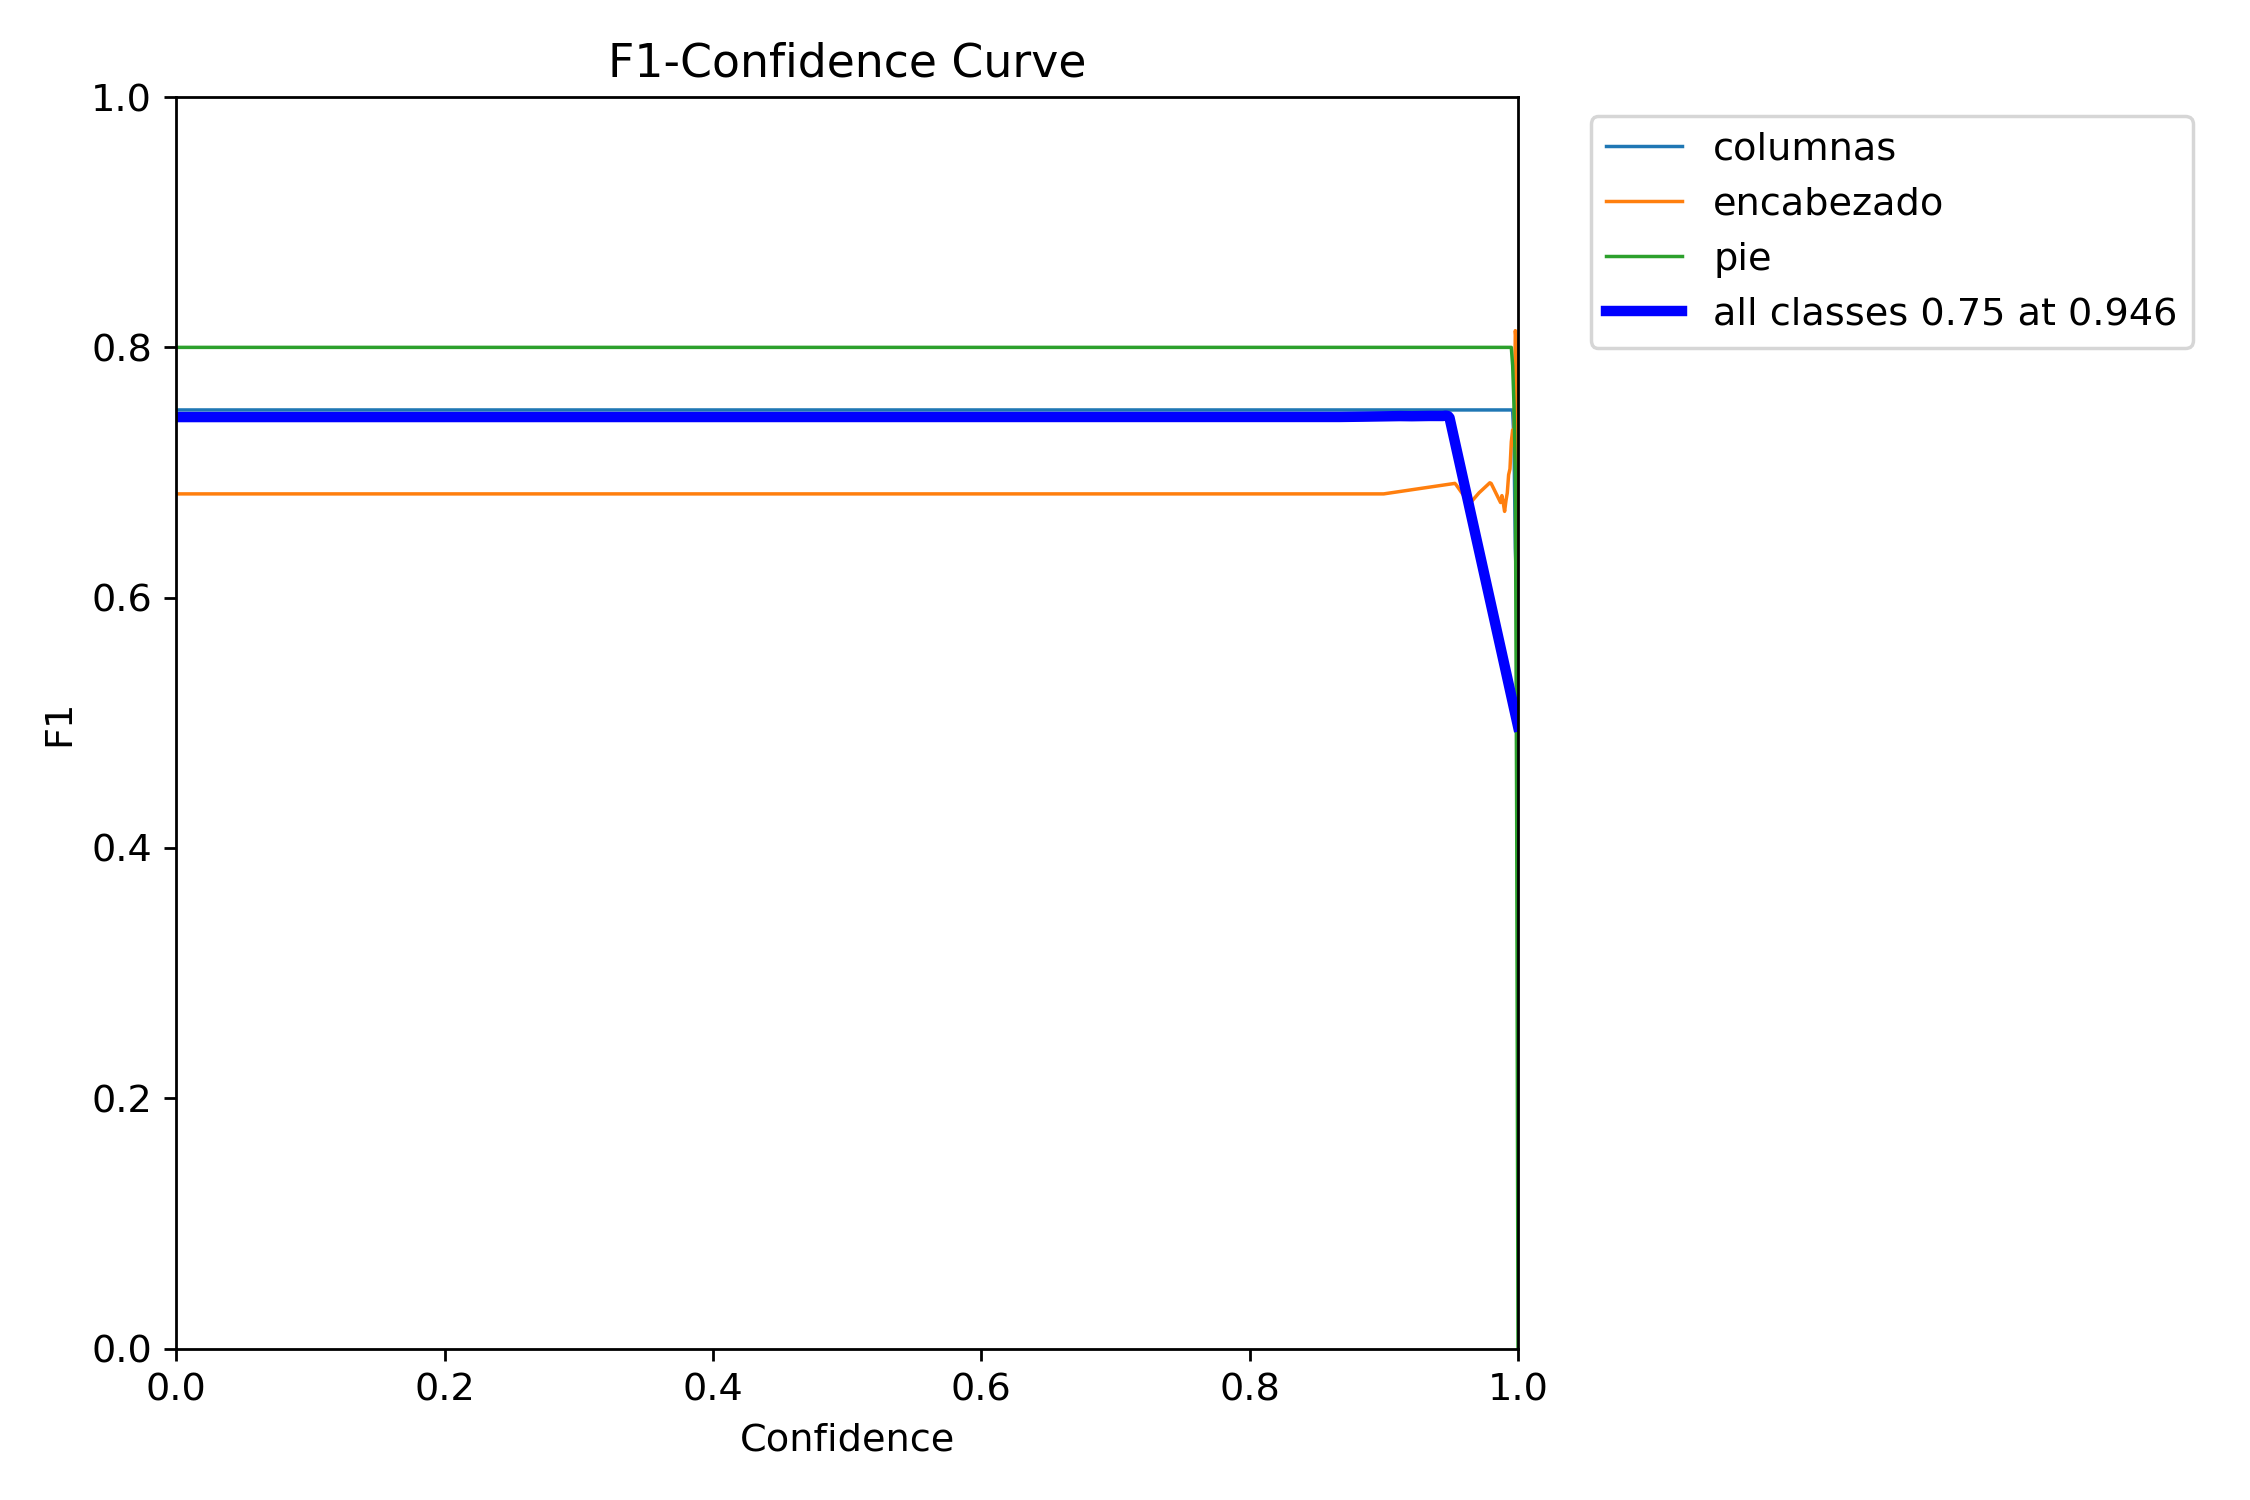 F1-Confidence Curve
1.0
0.8
0.6
0.4
0.2
0.0
F1
0.0 0.2 0.4 0.6 0.8 1.0
Confidence
columnas
encabezado
pie
all classes 0.75 at 0.946